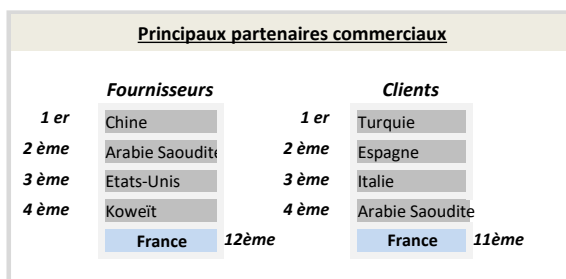 Principaux partenaires commerciaux
Fournisseurs Clients
1 er Chine 1 er Turquie
2 ème Arabie Saoudite 2 ème Espagne
3 ème Etats-Unis 3 ème Italie
4 ème Koweït 4 ème Arabie Saoudite
France 12ème France 11ème